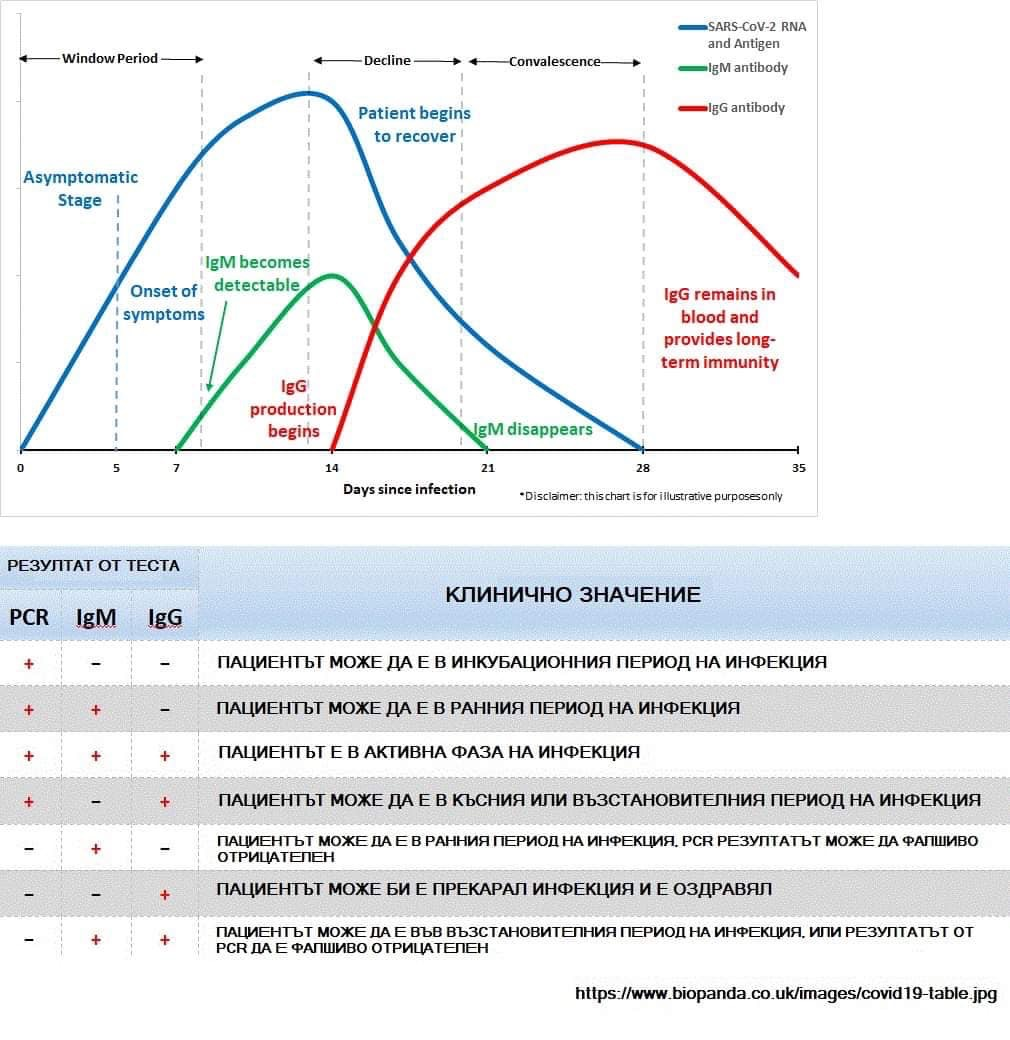 SARS-CoV-2 RNA
and Antigen
IgM antibody
IgG antibody
Window Period
Decline
Convalescence
Patient begins
to recover
Asymptomatic
Stage
Onset of
symptoms
IgM becomes
detectable
IgG
production
begins
IgM disappears
IgG remains in
blood and
provides long-
term immunity
0 5 7 14 21 28 35
Days since infection
*Disclaimer: this chart is for illustrative purposes only
РЕЗУЛТАТ ОТ ТЕСТА
КЛИНИЧНО ЗНАЧЕНИЕ
PCR IgM IgG
+ – – ПАЦИЕНТЪТ МОЖЕ ДА Е В ИНКУБАЦИОННИЯ ПЕРИОД НА ИНФЕКЦИЯ
+ + – ПАЦИЕНТЪТ МОЖЕ ДА Е В РАННИЯ ПЕРИОД НА ИНФЕКЦИЯ
+ + + ПАЦИЕНТЪТ Е В АКТИВНА ФАЗА НА ИНФЕКЦИЯ
+ – + ПАЦИЕНТЪТ МОЖЕ ДА Е В КЪСНИЯ ИЛИ ВЪЗСТАНОВИТЕЛНИЯ ПЕРИОД НА ИНФЕКЦИЯ
– + – ПАЦИЕНТЪТ МОЖЕ ДА Е В РАННИЯ ПЕРИОД НА ИНФЕКЦИЯ, PCR РЕЗУЛТАТЪТ МОЖЕ ДА ФАЛШИВО
ОТРИЦАТЕЛЕН
– – + ПАЦИЕНТЪТ МОЖЕ БИ Е ПРЕКАРАЛ ИНФЕКЦИЯ И Е ОЗДРАВЯЛ
– + + ПАЦИЕНТЪТ МОЖЕ ДА Е ВЪВ ВЪЗСТАНОВИТЕЛНИЯ ПЕРИОД НА ИНФЕКЦИЯ, ИЛИ РЕЗУЛТАТЪТ ОТ
PCR ДА Е ФАЛШИВО ОТРИЦАТЕЛЕН
https://www.biopanda.co.uk/images/covid19-table.jpg